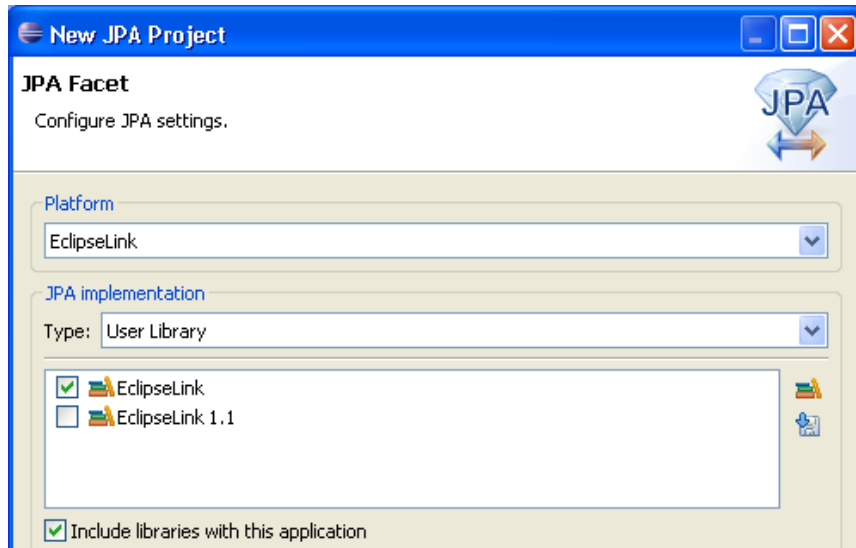 New JPA Project
JPA Facet
Configure JPA settings.
JPA
Platform
EclipseLink
JPA implementation
Type: User Library
EclipseLink
EclipseLink 1.1
Include libraries with this application